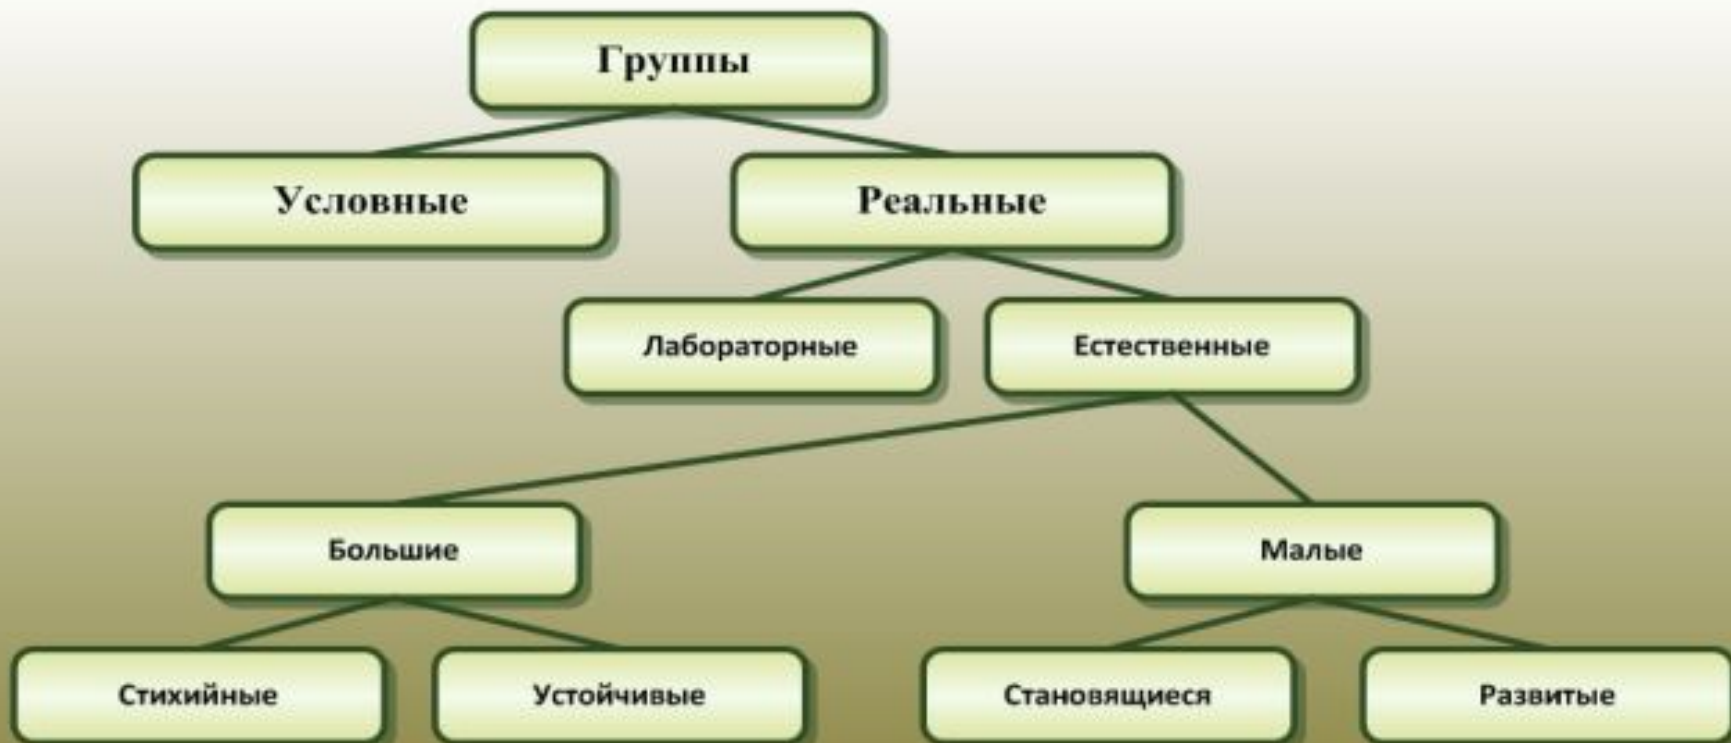 Группы
Условные
Реальные
Лабораторные
Естественные
Большие
Малые
Стихийные
Устойчивые
Становящиеся
Развитые